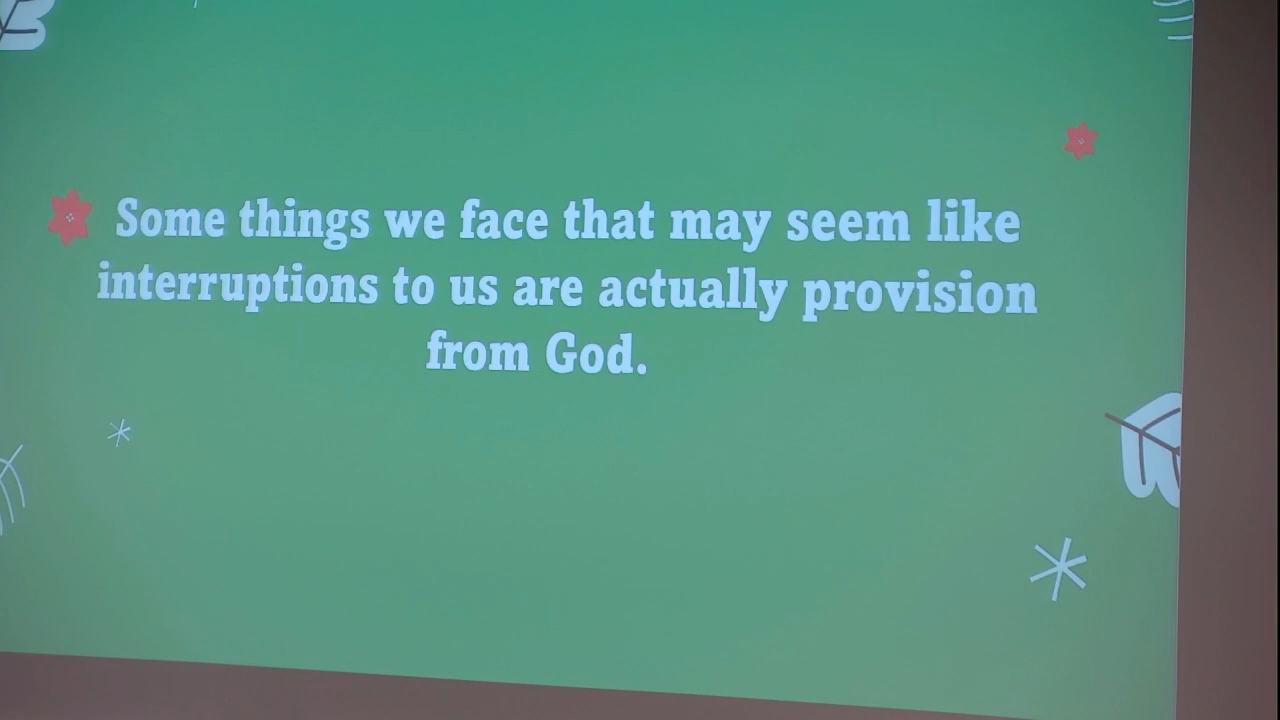 Some things we face that may seem like
interruptions to us are actually provision
from God.